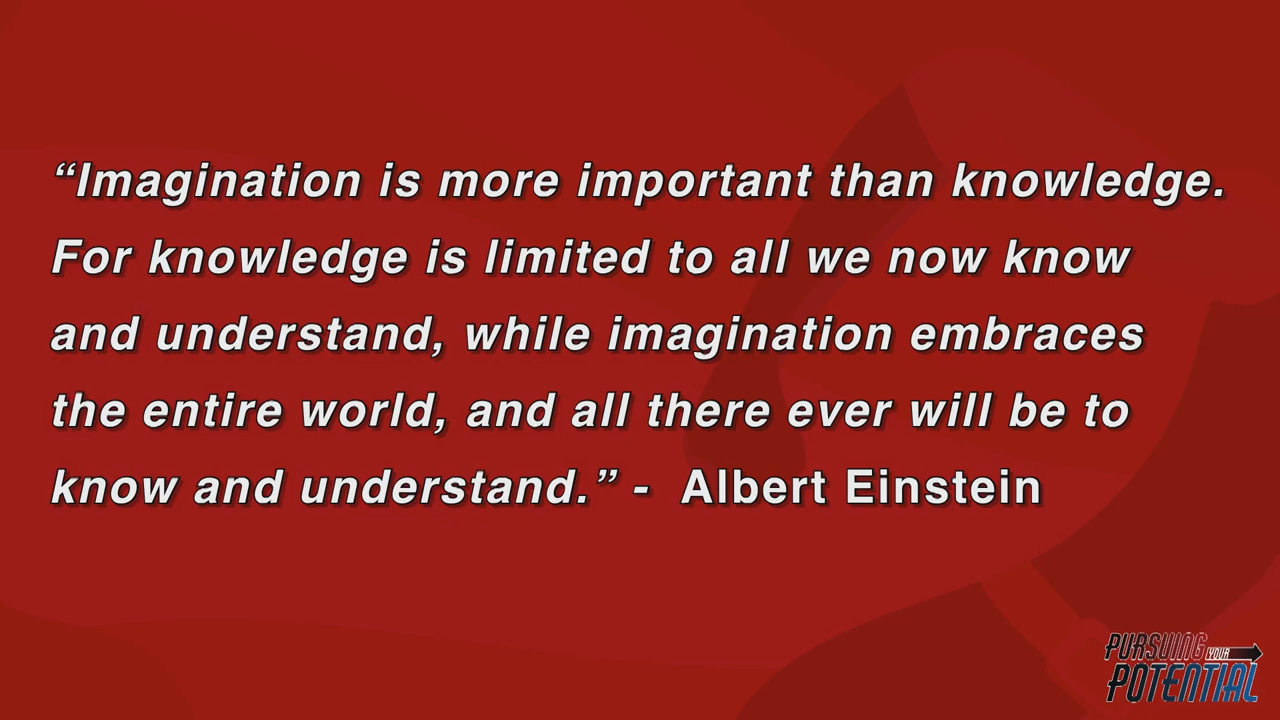 “Imagination is more important than knowledge.
For knowledge is limited to all we now know
and understand, while imagination embraces
the entire world, and all there ever will be to
know and understand.” - Albert Einstein
PURSUING YOUR
POTENTIAL